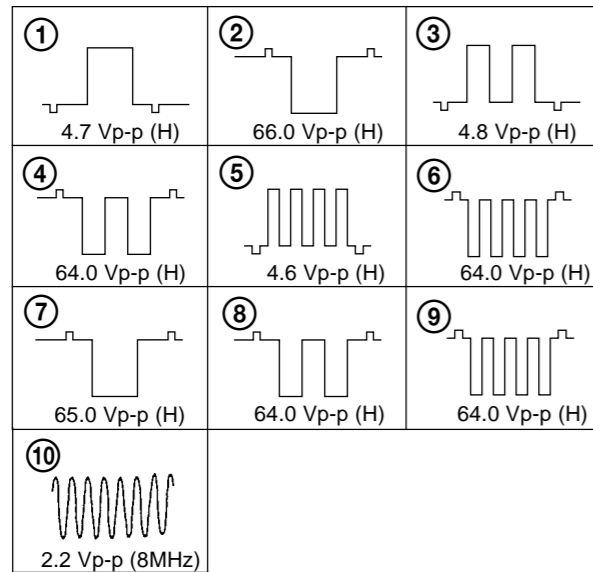 ① ② ③
4.7 Vp-p (H) 66.0 Vp-p (H) 4.8 Vp-p (H)
④ ⑤ ⑥
64.0 Vp-p (H) 4.6 Vp-p (H) 64.0 Vp-p (H)
⑦ ⑧ ⑨
65.0 Vp-p (H) 64.0 Vp-p (H) 64.0 Vp-p (H)
⑩
2.2 Vp-p (8MHz)